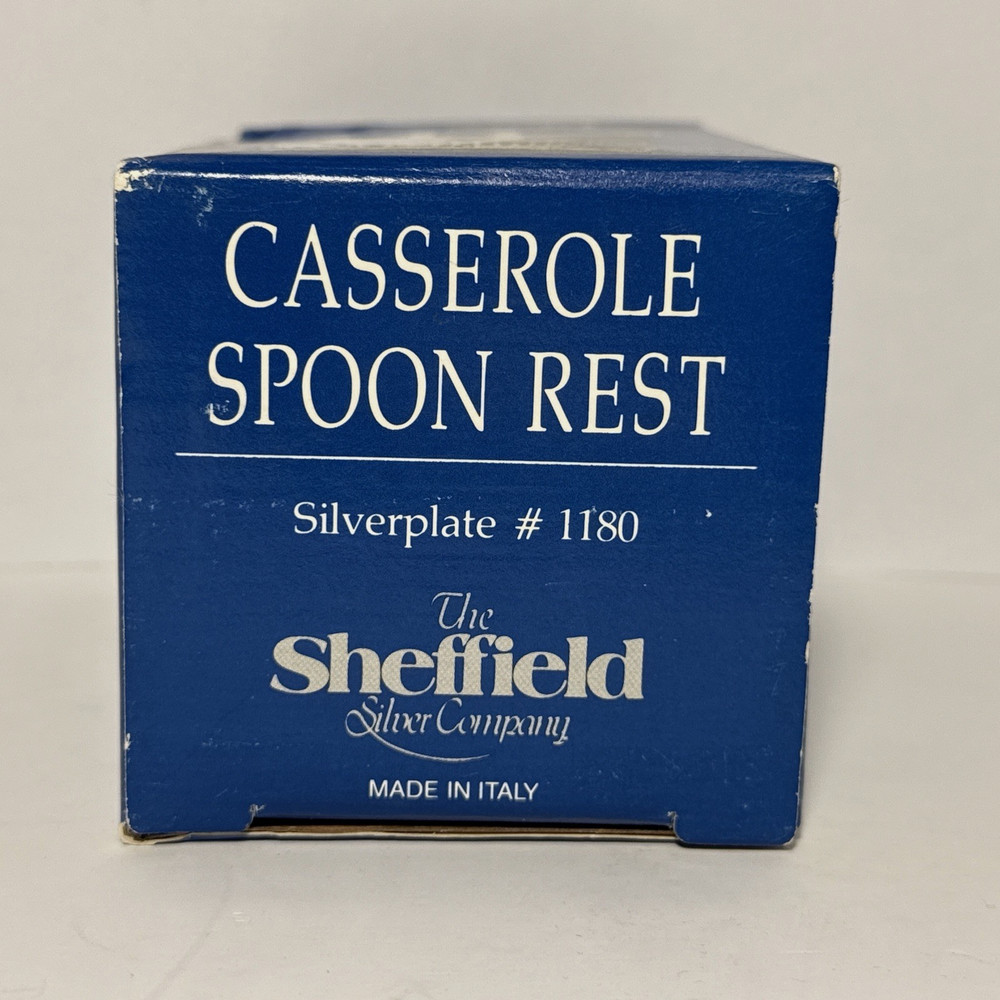 CASSEROLE
SPOON REST
Silverplate # 1180
The
Sheffield
Silver Company
MADE IN ITALY